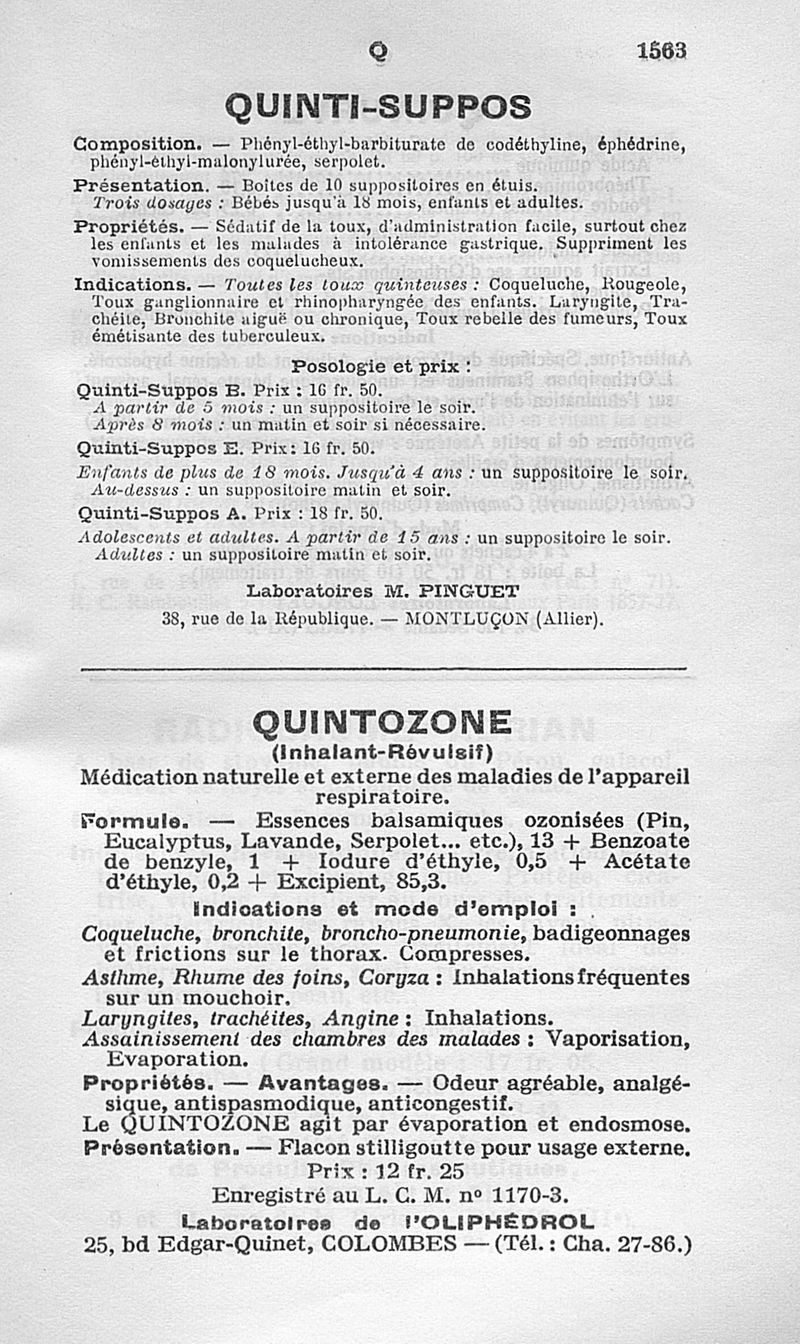 Q 1563
QUINTI-SUPPOS
Composition. — Phényl-éthyl-barbiturate de codéthyline, éphédrine,
phényl-éthyl-malonylurée, serpolet.
Présentation. — Boîtes de 10 suppositoires en étuis.
Trois dosages : Bébés jusqu'à 18 mois, enfants et adultes.
Propriétés. — Sédatif de la toux, d'administration facile, surtout chez
les enfants et les malades à intolérance gastrique. Suppriment les
vomissements des coquelucheux.
Indications. — Toutes les toux quinteuses : Coqueluche, Rougeole,
Toux ganglionnaire et rhinopharyngée des enfants. Laryngite, Tra-
chéite, Bronchite aiguë ou chronique, Toux rebelle des fumeurs, Toux
émétisante des tuberculeux.
Posologie et prix :
Quinti-Suppos B. Prix : 16 fr. 50.
A partir de 5 mois : un suppositoire le soir.
Après 8 mois : un matin et soir si nécessaire.
Quinti-Suppos E. Prix : 16 fr. 50.
Enfants de plus de 18 mois. Jusqu'à 4 ans : un suppositoire le soir.
Au-dessus : un suppositoire matin et soir.
Quinti-Suppos A. Prix : 18 fr. 50.
Adolescents et adultes. A partir de 15 ans : un suppositoire le soir.
Adultes : un suppositoire matin et soir.
Laboratoires M. PINGUET
38, rue de la République. — MONTLUÇON (Allier).
QUINTOZONE
(Inhalant-Révulsif)
Médication naturelle et externe des maladies de l'appareil
respiratoire.
Formule. — Essences balsamiques ozonisées (Pin,
Eucalyptus, Lavande, Serpolet... etc.), 13 + Benzoate
de benzyle, 1 + Iodure d'éthyle, 0,5 + Acétate
d'éthyle, 0,2 + Excipient, 85,3.
Indications et mode d'emploi :
Coqueluche, bronchite, broncho-pneumonie, badigeonnages
et frictions sur le thorax. Compresses.
Asthme, Rhume des foins, Coryza : Inhalations fréquentes
sur un mouchoir.
Laryngites, trachéites, Angine : Inhalations.
Assainissement des chambres des malades : Vaporisation,
Evaporation.
Propriétés. — Avantages. — Odeur agréable, analgé-
sique, antispasmodique, anticongestif.
Le QUINTOZONE agit par évaporation et endosmose.
Présentation. — Flacon stilligoutte pour usage externe.
Prix : 12 fr. 25
Enregistré au L. C. M. nº 1170-3.
Laboratoires de l'OLIPHÉDROL
25, bd Edgar-Quinet, COLOMBES — (Tél. : Cha. 27-86.)